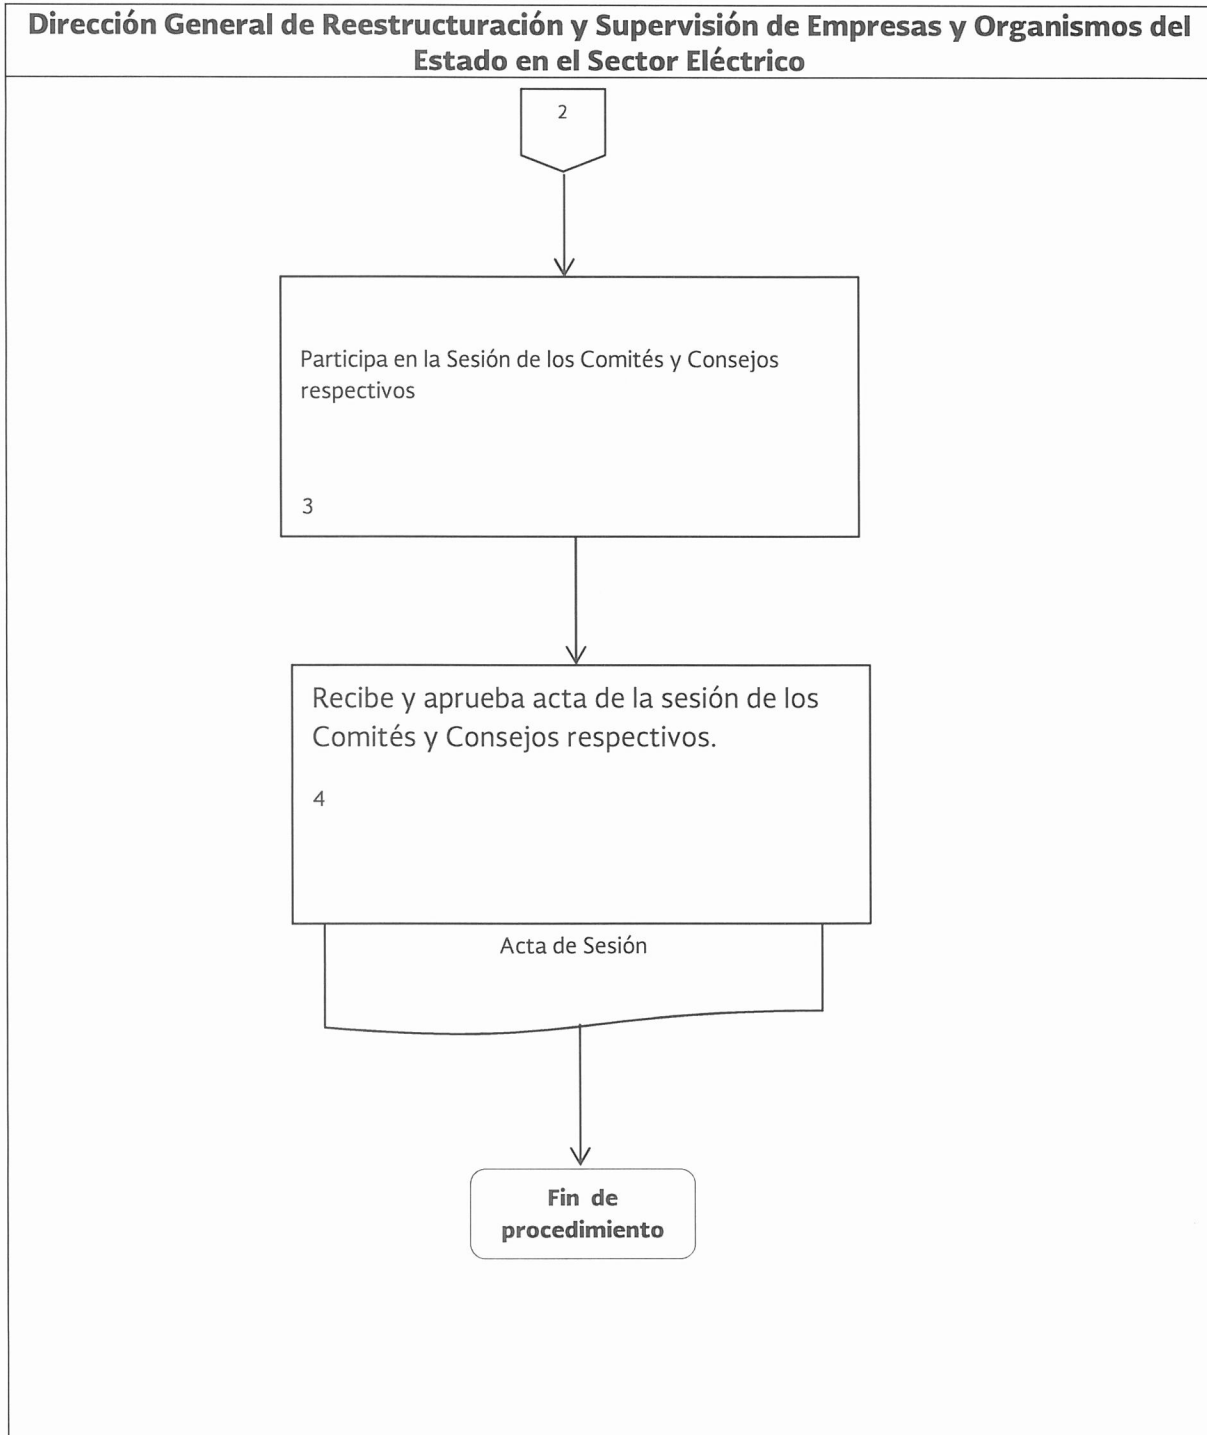 Dirección General de Reestructuración y Supervisión de Empresas y Organismos del
Estado en el Sector Eléctrico
2
Participa en la Sesión de los Comités y Consejos
respectivos
3
Recibe y aprueba acta de la sesión de los
Comités y Consejos respectivos.
4
Acta de Sesión
Fin de
procedimiento